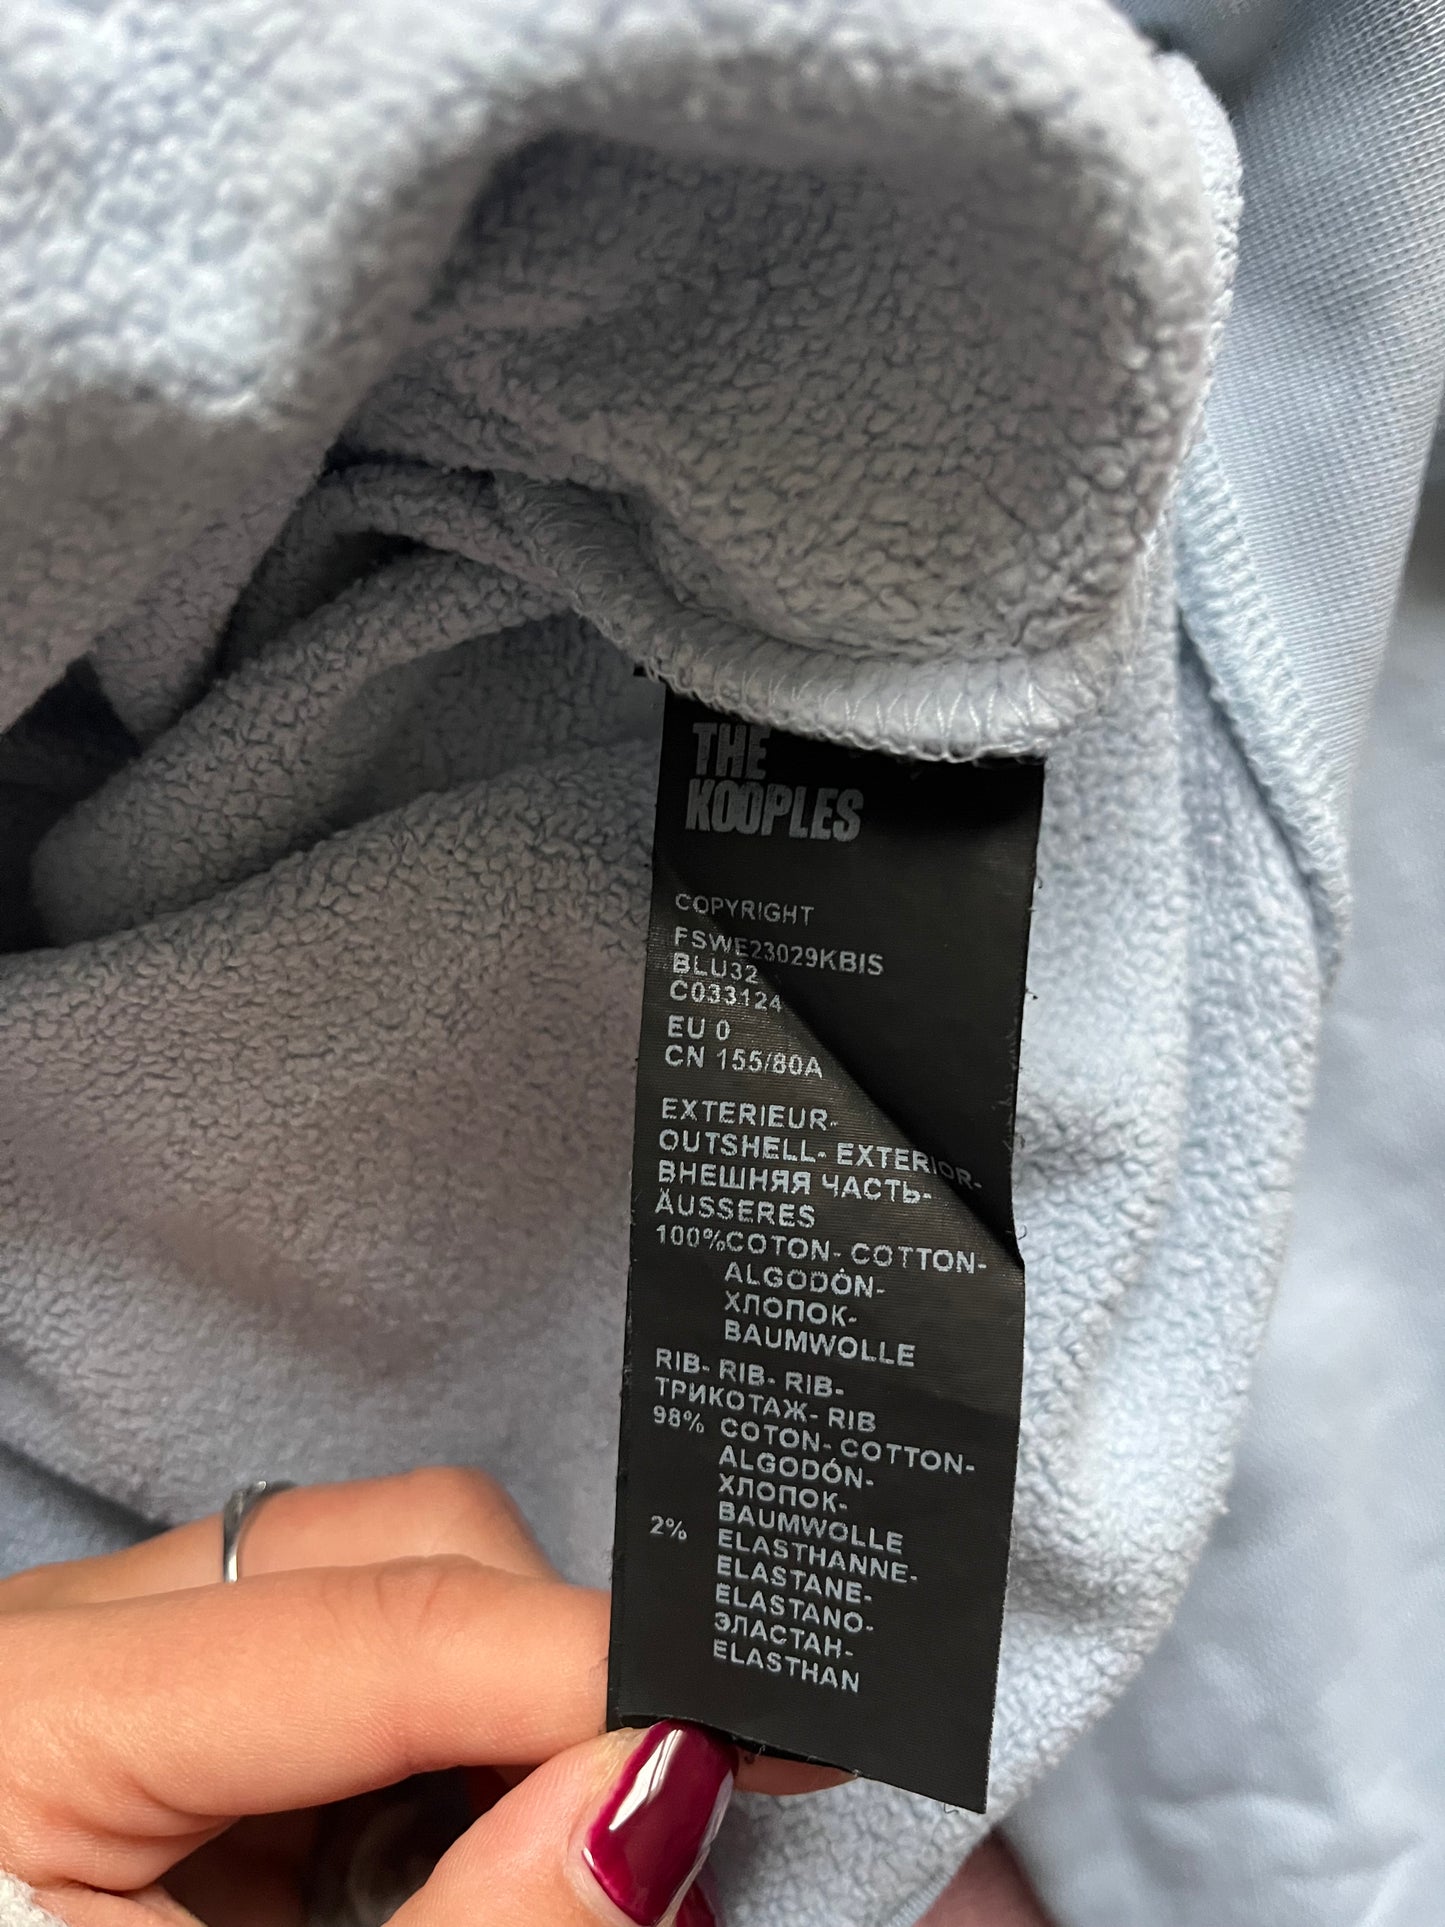 THE
KOOPLES
COPYRIGHT
FSWE23029KBIS
BLU32
C033124
EU 0
CN 155/80A
EXTERIEUR-
OUTSHELL- EXTERIOR-
ВНЕШНЯЯ ЧАСТЬ-
ÄUSSERES
100%COTON- COTTON-
ALGODÓN-
ХЛОПОК-
BAUMWOLLE
RIB- RIB- RIB-
ТРИКОТАЖ- RIB
98% COTON- COTTON-
ALGODÓN-
ХЛОПОК-
BAUMWOLLE
2% ELASTHANNE-
ELASTANE-
ELASTANO-
ЭЛАСТАН-
ELASTHAN